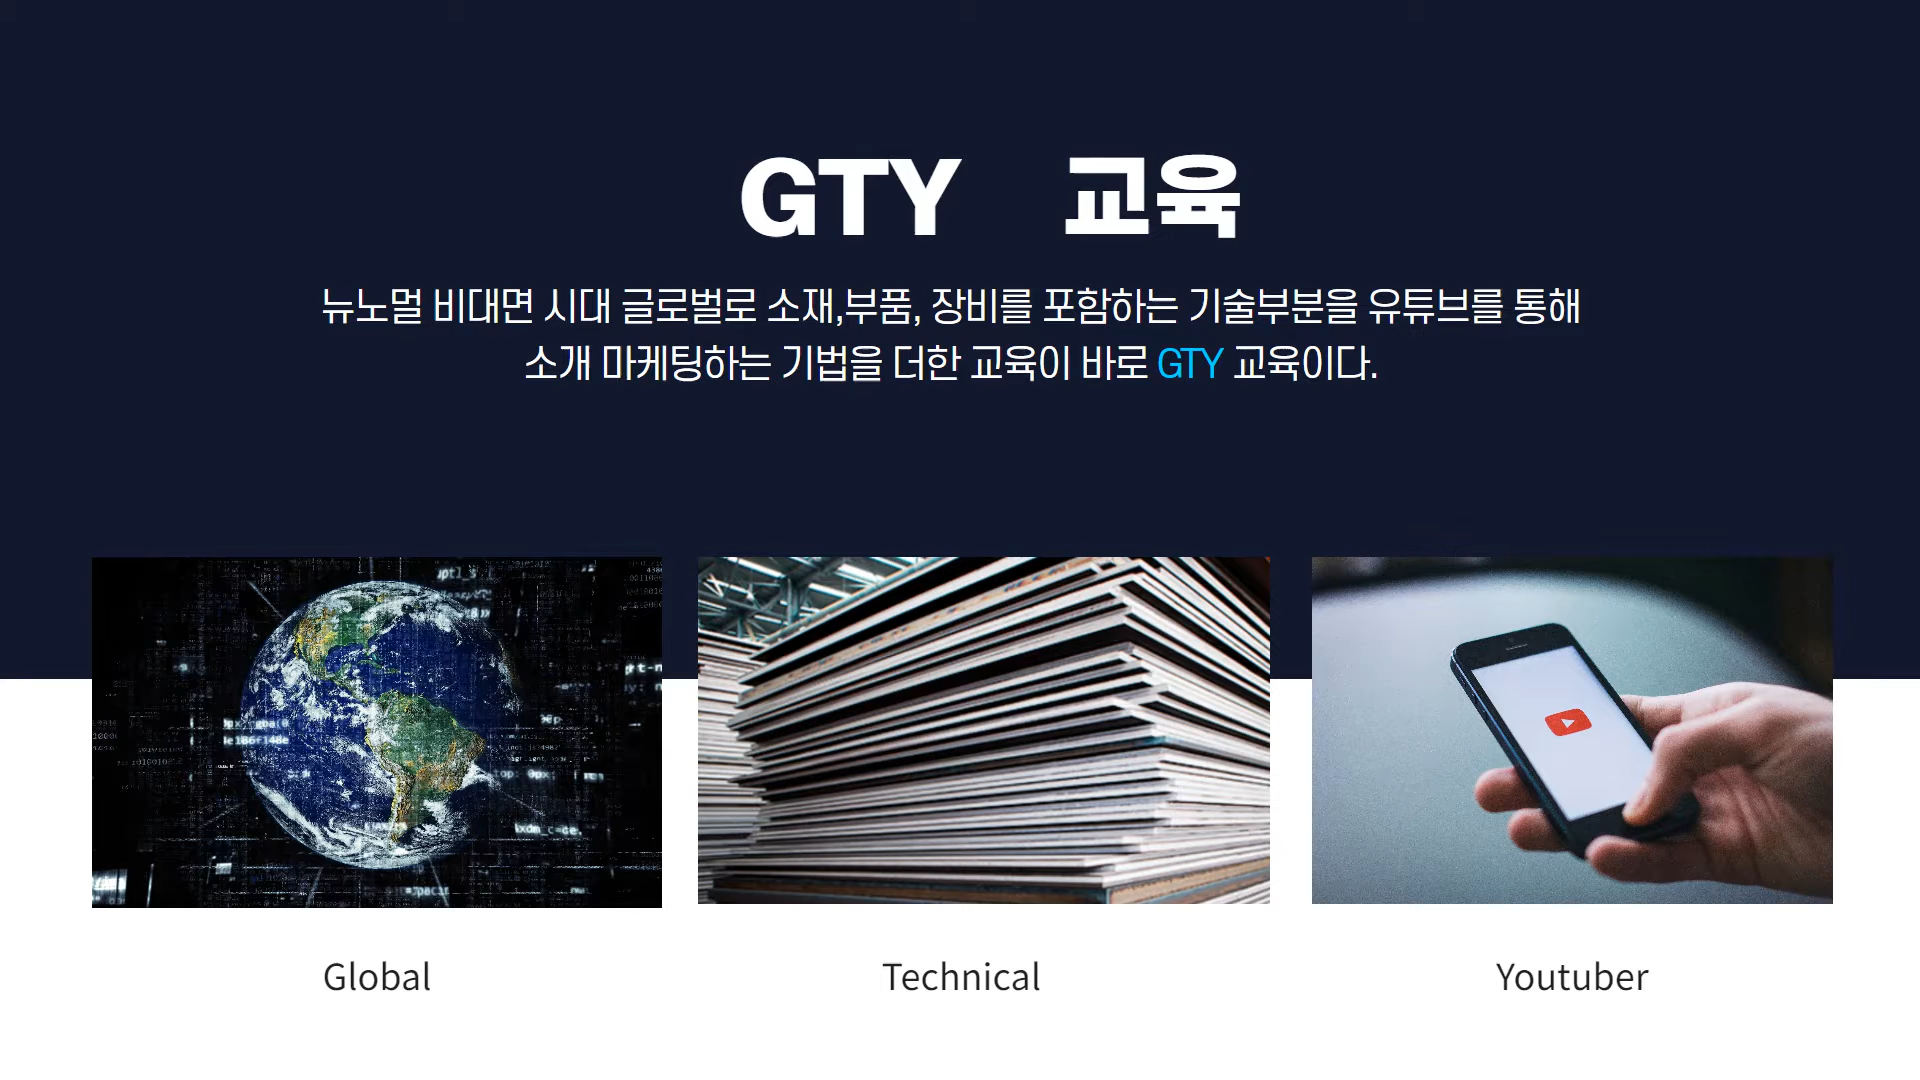 GTY 교육
뉴노멀 비대면 시대 글로벌로 소재,부품, 장비를 포함하는 기술부분을 유튜브를 통해
소개 마케팅하는 기법을 더한 교육이 바로 GTY 교육이다.
Global
Technical
Youtuber